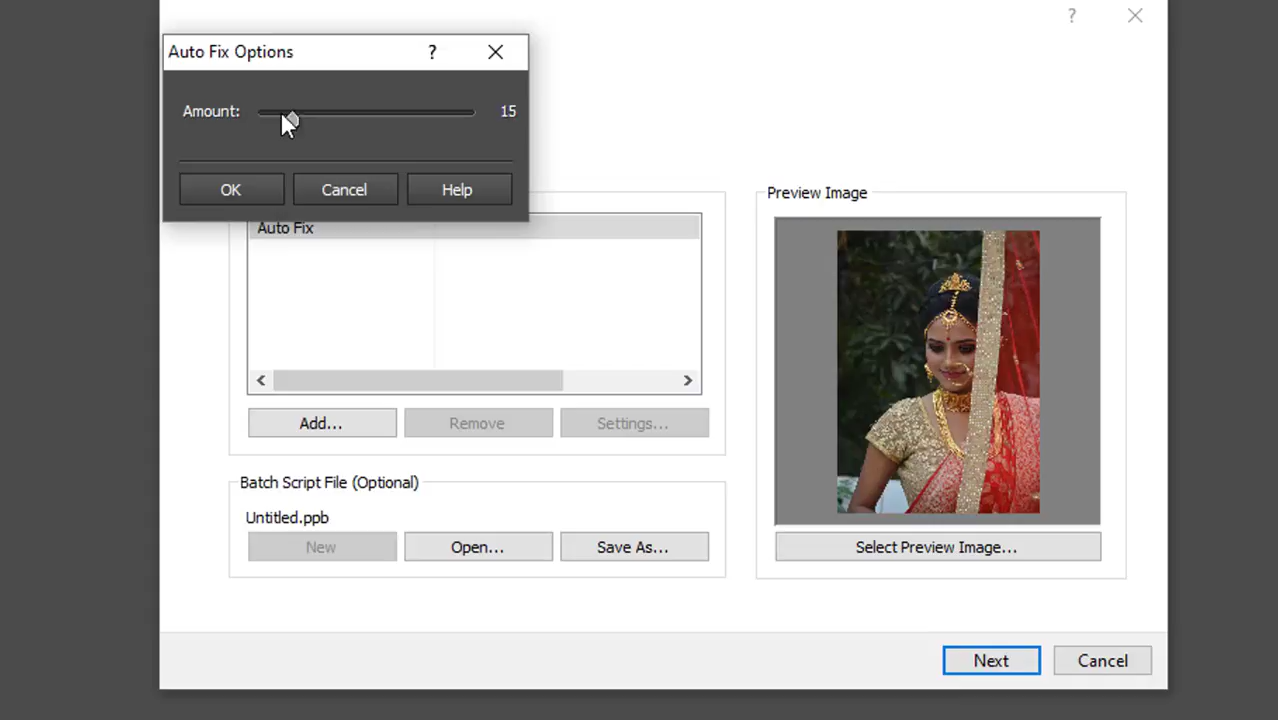 ?
Auto Fix Options ?
Amount: 15
OK Cancel Help
Auto Fix
Add... Remove Settings...
Batch Script File (Optional)
Untitled.ppb
New Open... Save As...
Preview Image
Select Preview Image...
Next Cancel